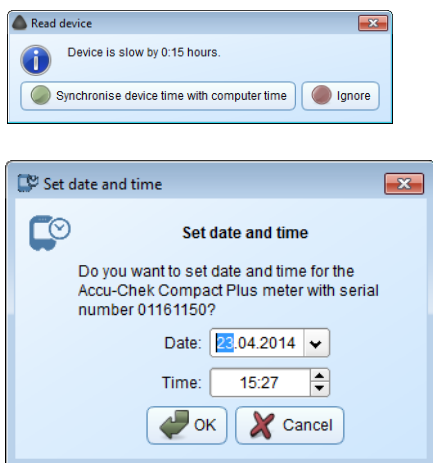 Read device
Device is slow by 0:15 hours.
Synchronise device time with computer time
Ignore
Set date and time
Set date and time
Do you want to set date and time for the
Accu-Chek Compact Plus meter with serial
number 01161150?
Date: 23.04.2014
Time: 15:27
OK Cancel